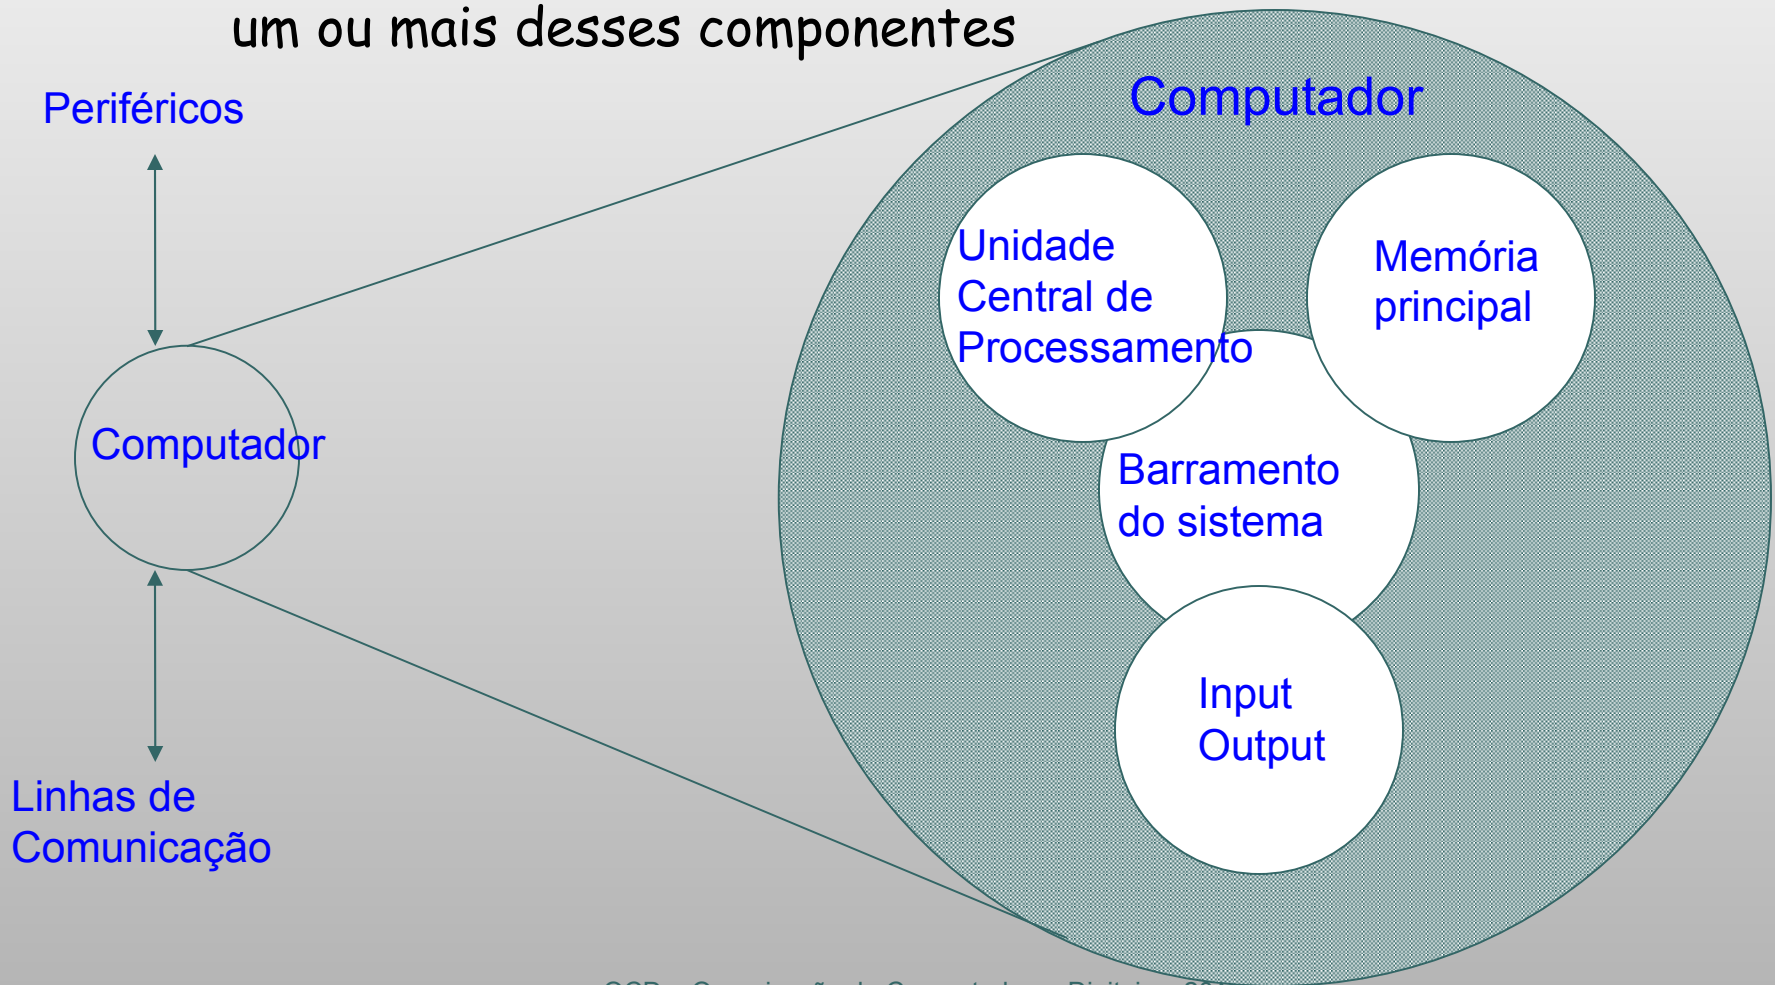 um ou mais desses componentes
Periféricos
Computador
Linhas de
Comunicação
Computador
Unidade
Central de
Processamento
Memória
principal
Barramento
do sistema
Input
Output